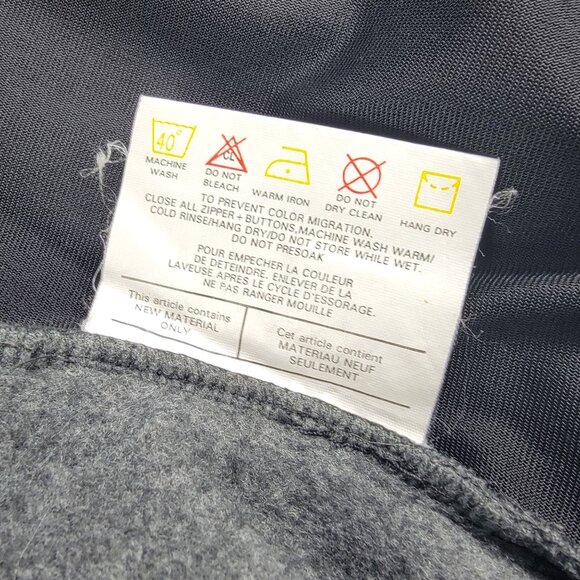 40°
CL
MACHINE
WASH
DO NOT
BLEACH
WARM IRON
DO NOT
DRY CLEAN
HANG DRY
TO PREVENT COLOR MIGRATION.
CLOSE ALL ZIPPER + BUTTONS,MACHINE WASH WARM/
COLD RINSE/HANG DRY/DO NOT STORE WHILE WET.
DO NOT PRESOAK
POUR EMPECHER LA COULEUR
DE DETEINDRE. ENLEVER DE LA
LAVEUSE APRES LE CYCLE D'ESSORAGE.
NE PAS RANGER MOUILLE
This article contains
NEW MATERIAL
ONLY
Cet article contient
MATERIAU NEUF
SEULEMENT